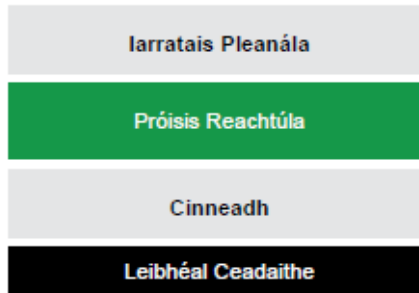 Iarratais Pleanála
Próisis Reachtúla
Cinneadh
Leibhéal Ceadaithe